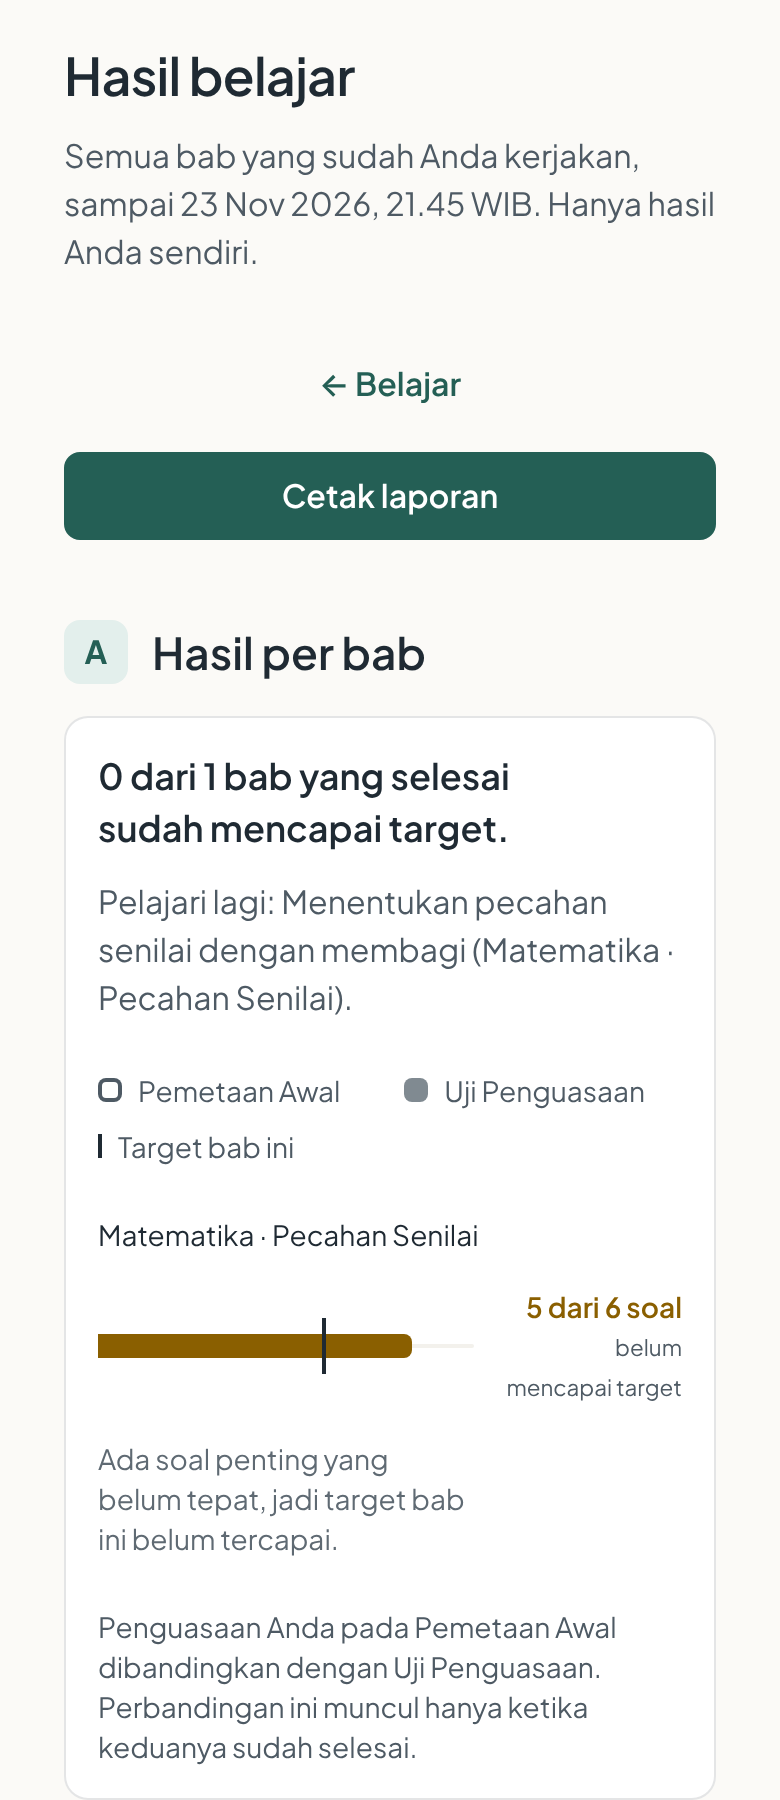 Hasil belajar
Semua bab yang sudah Anda kerjakan,
sampai 23 Nov 2026, 21.45 WIB. Hanya hasil
Anda sendiri.
← Belajar
Cetak laporan
A Hasil per bab
0 dari 1 bab yang selesai
sudah mencapai target.
Pelajari lagi: Menentukan pecahan
senilai dengan membagi (Matematika ·
Pecahan Senilai).
Pemetaan Awal
Uji Penguasaan
Target bab ini
Matematika · Pecahan Senilai
5 dari 6 soal
belum
mencapai target
Ada soal penting yang
belum tepat, jadi target bab
ini belum tercapai.
Penguasaan Anda pada Pemetaan Awal
dibandingkan dengan Uji Penguasaan.
Perbandingan ini muncul hanya ketika
keduanya sudah selesai.